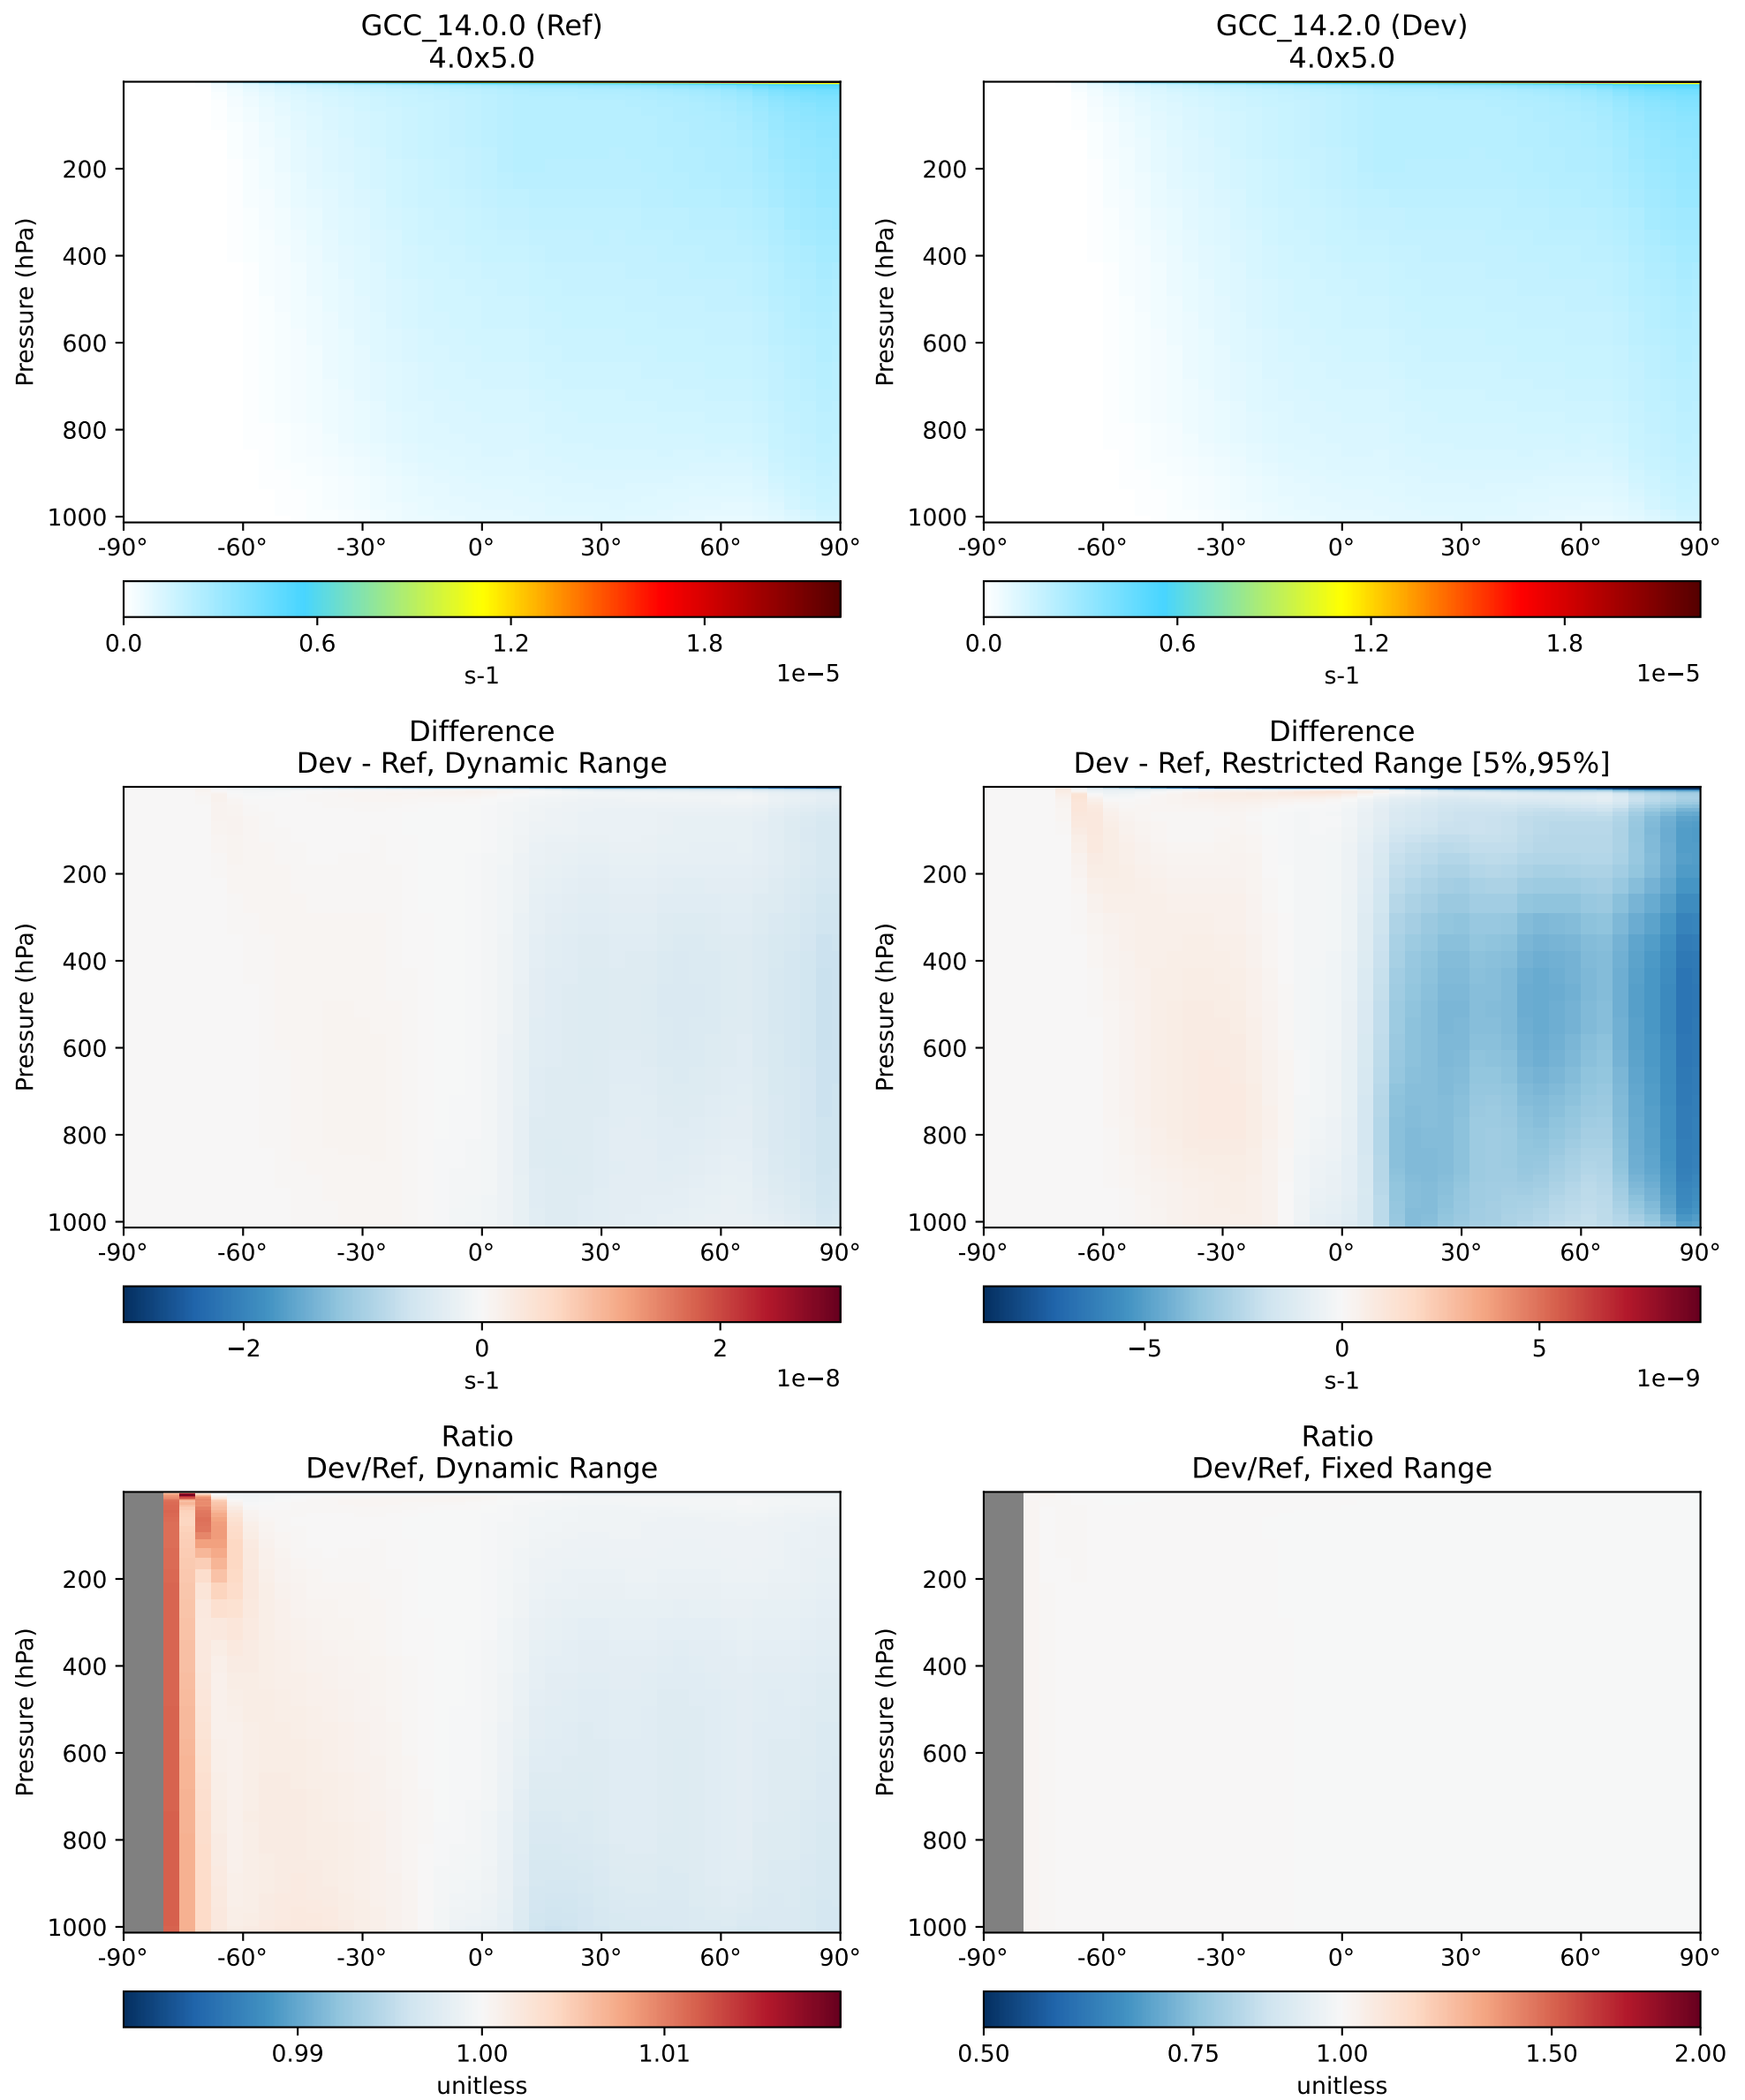 GCC_14.0.0 (Ref)
4.0x5.0
Pressure (hPa)
200
400
600
800
1000
-90° -60° -30° 0° 30° 60° 90°
0.0 0.6 1.2 1.8
s-1 1e−5
GCC_14.2.0 (Dev)
4.0x5.0
Pressure (hPa)
200
400
600
800
1000
-90° -60° -30° 0° 30° 60° 90°
0.0 0.6 1.2 1.8
s-1 1e−5
Difference
Dev - Ref, Dynamic Range
Pressure (hPa)
200
400
600
800
1000
-90° -60° -30° 0° 30° 60° 90°
−2 0 2
s-1 1e−8
Difference
Dev - Ref, Restricted Range [5%,95%]
Pressure (hPa)
200
400
600
800
1000
-90° -60° -30° 0° 30° 60° 90°
−5 0 5
s-1 1e−9
Ratio
Dev/Ref, Dynamic Range
Pressure (hPa)
200
400
600
800
1000
-90° -60° -30° 0° 30° 60° 90°
0.99 1.00 1.01
unitless
Ratio
Dev/Ref, Fixed Range
Pressure (hPa)
200
400
600
800
1000
-90° -60° -30° 0° 30° 60° 90°
0.50 0.75 1.00 1.50 2.00
unitless